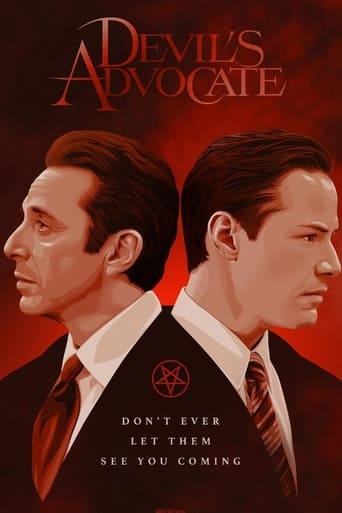 DEVIL'S
ADVOCATE
DON'T EVER
LET THEM
SEE YOU COMING